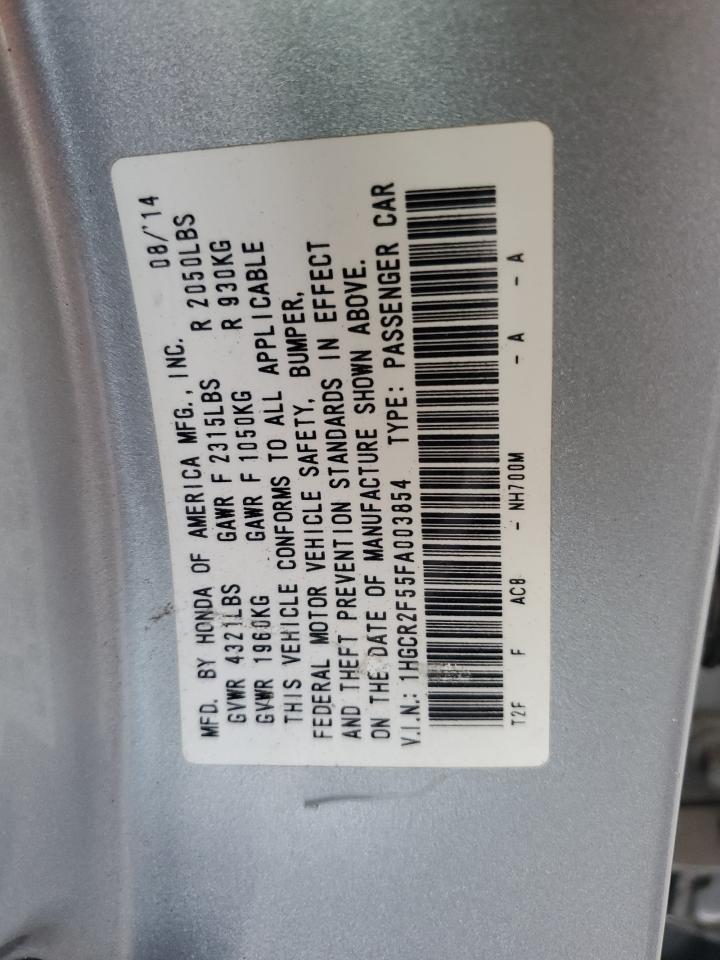 MFD. BY HONDA OF AMERICA MFG., INC. 08/'14
GVWR 4321LBS GAWR F 2315LBS R 2050LBS
GVWR 1960KG GAWR F 1050KG R 930KG
THIS VEHICLE CONFORMS TO ALL APPLICABLE
FEDERAL MOTOR VEHICLE SAFETY, BUMPER,
AND THEFT PREVENTION STANDARDS IN EFFECT
ON THE DATE OF MANUFACTURE SHOWN ABOVE.
V.I.N.: 1HGCR2F55FA003854 TYPE: PASSENGER CAR
T2F F AC8 - NH700M - A - A